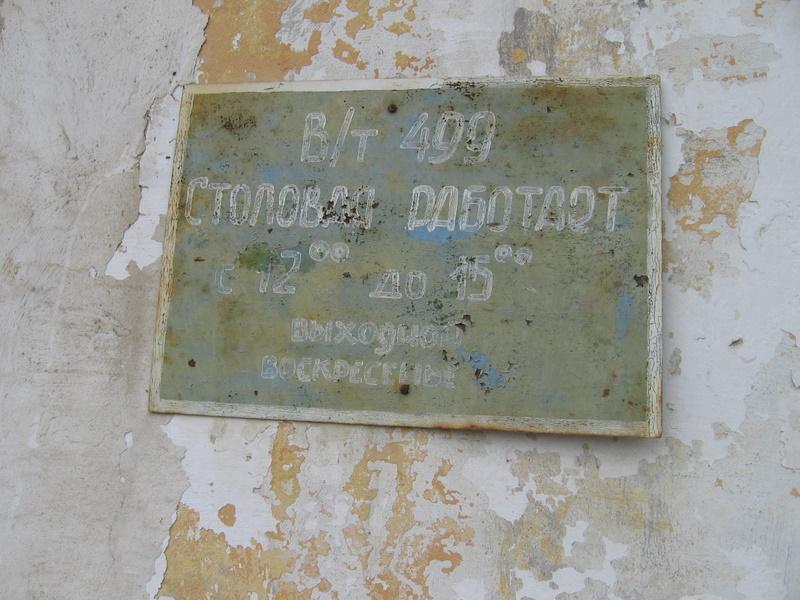 В/т 499
Столовая работает
с 12⁰⁰ до 15⁰⁰
выходной
воскресенье